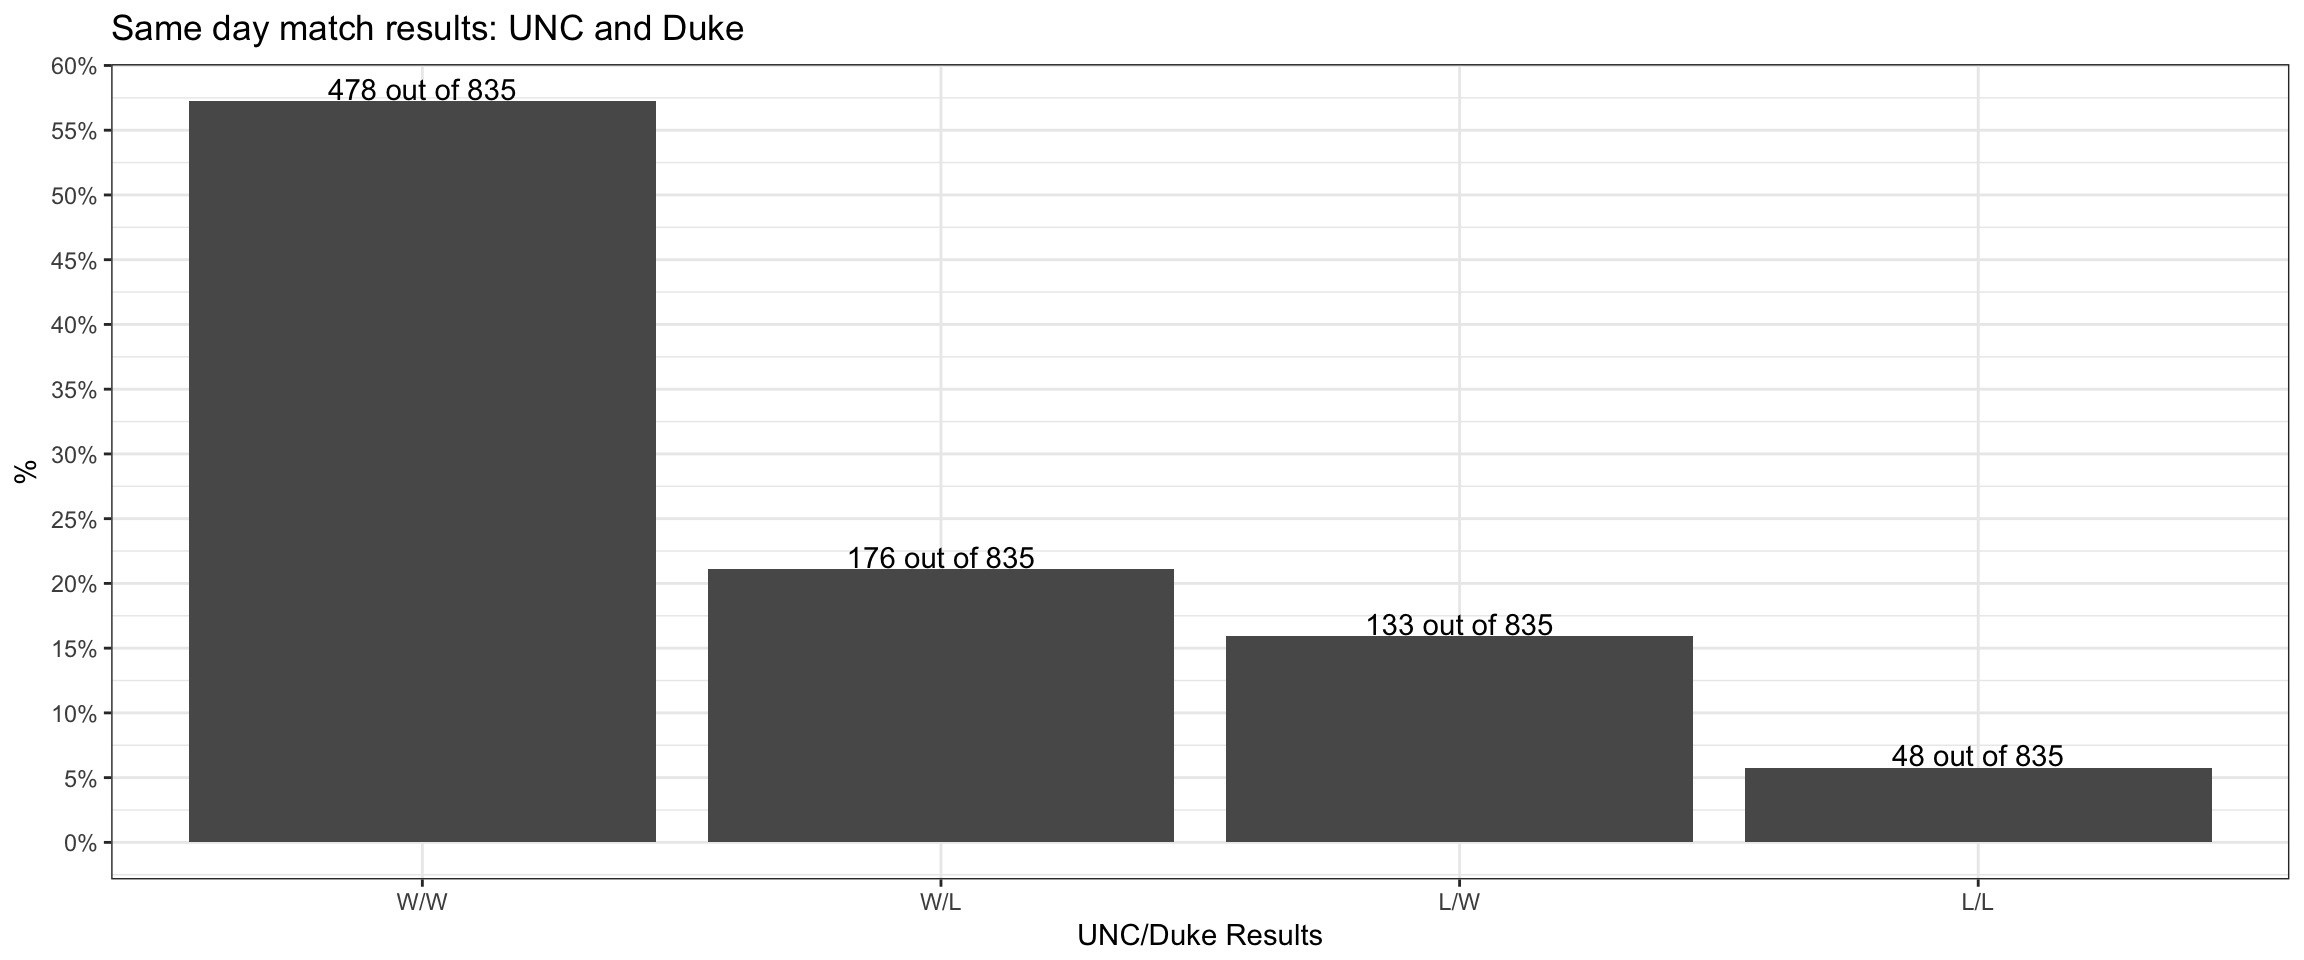 Same day match results: UNC and Duke
60%
55%
50%
45%
40%
35%
30%
25%
20%
15%
10%
5%
0%
%
478 out of 835
176 out of 835
133 out of 835
48 out of 835
W/W
W/L
L/W
L/L
UNC/Duke Results